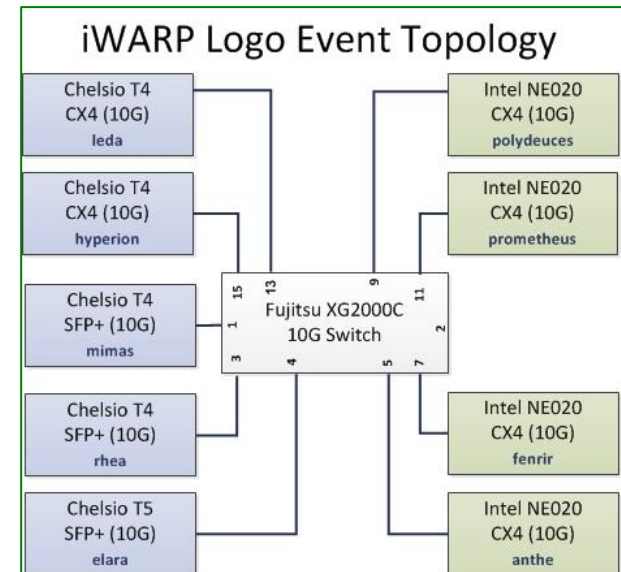 iWARP Logo Event Topology
Chelsio T4
CX4 (10G)
leda
Intel NE020
CX4 (10G)
polydeuces
Chelsio T4
CX4 (10G)
hyperion
Intel NE020
CX4 (10G)
prometheus
15
13
9
11
Fujitsu XG2000C
10G Switch
1
2
3
4
5
7
Chelsio T4
SFP+ (10G)
mimas
Chelsio T4
SFP+ (10G)
rhea
Intel NE020
CX4 (10G)
fenrir
Chelsio T5
SFP+ (10G)
elara
Intel NE020
CX4 (10G)
anthe